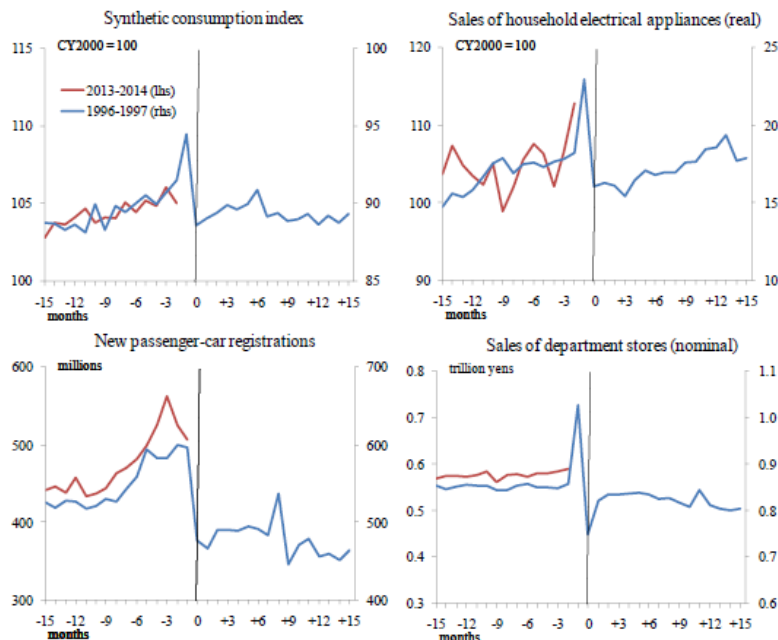 Synthetic consumption index
CY2000 = 100
115
110
105
100
100
95
90
85
2013-2014 (lhs)
1996-1997 (rhs)
-15 -12 -9 -6 -3 0 +3 +6 +9 +12 +15
months
Sales of household electrical appliances (real)
CY2000 = 100
120
110
100
90
25
20
15
10
-15 -12 -9 -6 -3 0 +3 +6 +9 +12 +15
months
New passenger-car registrations
millions
600
500
400
300
700
600
500
400
-15 -12 -9 -6 -3 0 +3 +6 +9 +12 +15
months
Sales of department stores (nominal)
trillion yens
0.8
0.7
0.6
0.5
0.4
0.3
1.1
1.0
0.9
0.8
0.7
0.6
-15 -12 -9 -6 -3 0 +3 +6 +9 +12 +15
months